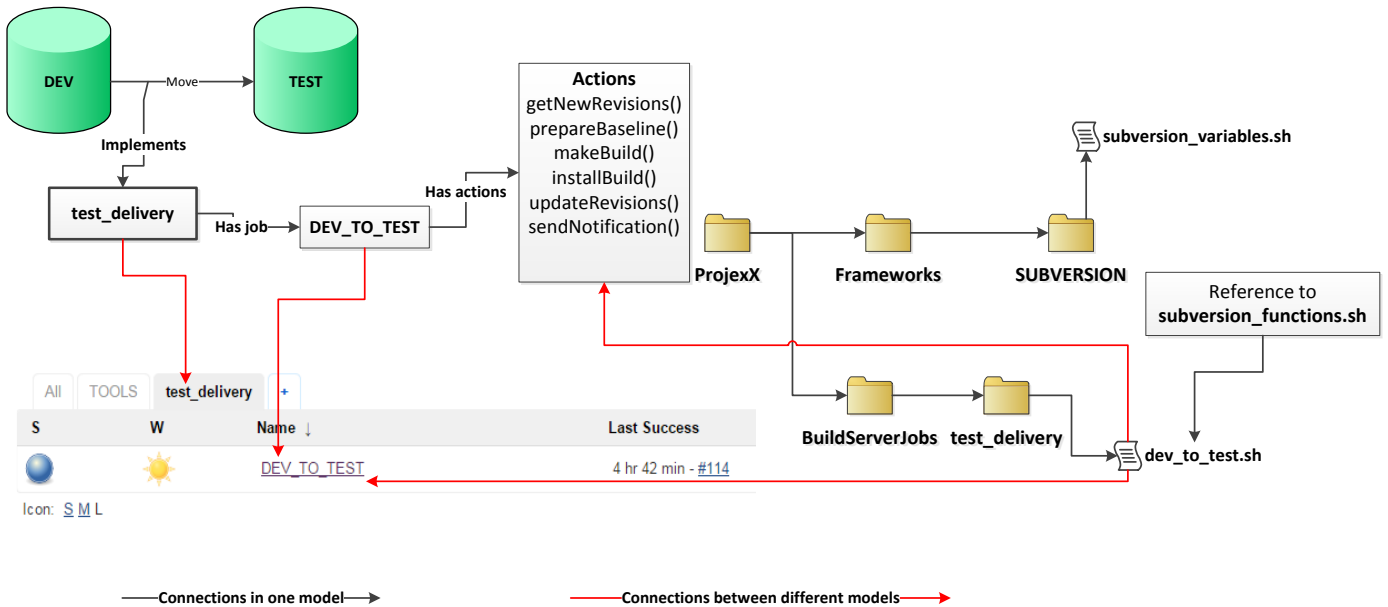 DEV
Move
TEST
Implements
test_delivery
Has job
DEV_TO_TEST
Has actions
Actions
getNewRevisions()
prepareBaseline()
makeBuild()
installBuild()
updateRevisions()
sendNotification()
subversion_variables.sh
ProjexX
Frameworks
SUBVERSION
Reference to
subversion_functions.sh
BuildServerJobs
test_delivery
dev_to_test.sh
All TOOLS test_delivery +
S W Name ↓ Last Success
DEV_TO_TEST 4 hr 42 min - #114
Icon: S M L
Connections in one model
Connections between different models